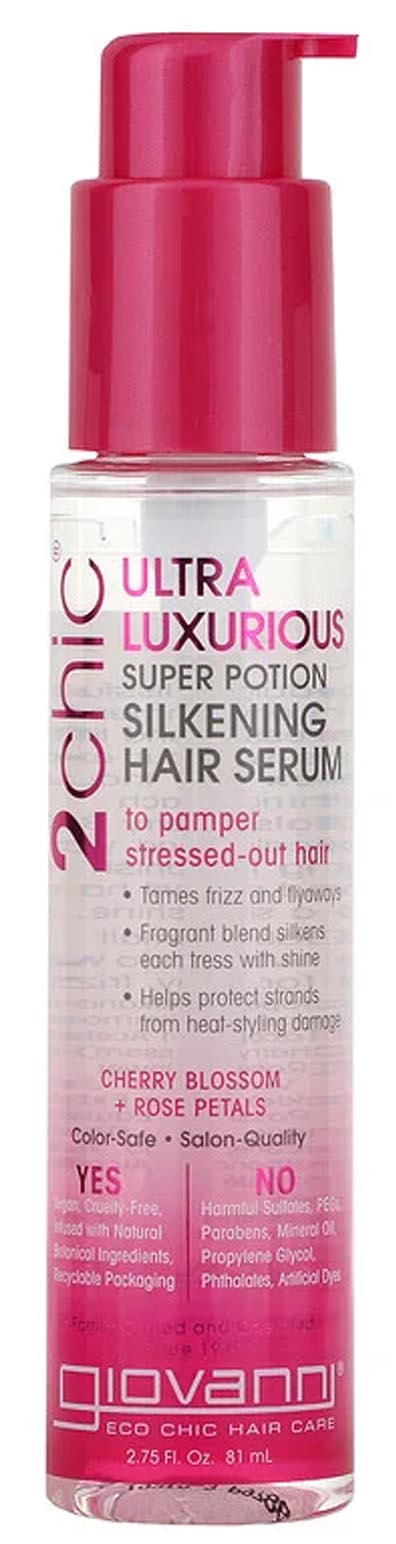 2chic®
ULTRA
LUXURIOUS
SUPER POTION
SILKENING
HAIR SERUM
to pamper
stressed-out hair
• Tames frizz and flyaways
• Fragrant blend silkens
each tress with shine
• Helps protect strands
from heat-styling damage
CHERRY BLOSSOM
+ ROSE PETALS
Color-Safe • Salon-Quality
YES
Vegan, Cruelty-Free,
Infused with Natural
Botanical Ingredients,
Recyclable Packaging
NO
Harmful Sulfates, PEGs,
Parabens, Mineral Oil,
Propylene Glycol,
Phthalates, Artificial Dyes
and
giovanni®
ECO CHIC HAIR CARE
2.75 Fl. Oz. 81 mL